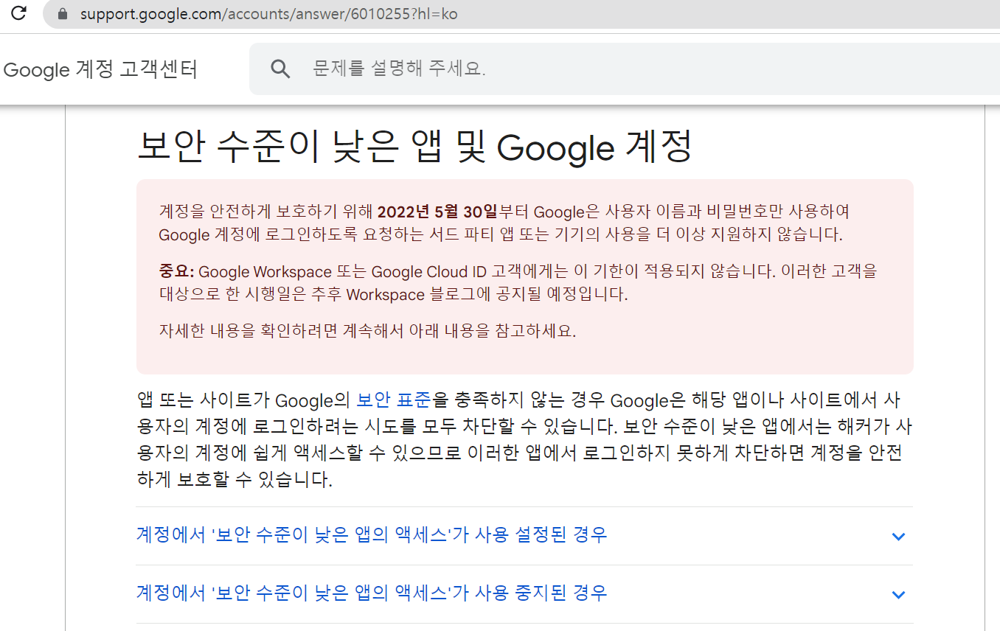 support.google.com/accounts/answer/6010255?hl=ko
Google 계정 고객센터
문제를 설명해 주세요.
보안 수준이 낮은 앱 및 Google 계정
계정을 안전하게 보호하기 위해 2022년 5월 30일부터 Google은 사용자 이름과 비밀번호만 사용하여
Google 계정에 로그인하도록 요청하는 서드 파티 앱 또는 기기의 사용을 더 이상 지원하지 않습니다.
중요: Google Workspace 또는 Google Cloud ID 고객에게는 이 기한이 적용되지 않습니다. 이러한 고객을
대상으로 한 시행일은 추후 Workspace 블로그에 공지될 예정입니다.
자세한 내용을 확인하려면 계속해서 아래 내용을 참고하세요.
앱 또는 사이트가 Google의 보안 표준을 충족하지 않는 경우 Google은 해당 앱이나 사이트에서 사
용자의 계정에 로그인하려는 시도를 모두 차단할 수 있습니다. 보안 수준이 낮은 앱에서는 해커가 사
용자의 계정에 쉽게 액세스할 수 있으므로 이러한 앱에서 로그인하지 못하게 차단하면 계정을 안전
하게 보호할 수 있습니다.
계정에서 '보안 수준이 낮은 앱의 액세스'가 사용 설정된 경우
계정에서 '보안 수준이 낮은 앱의 액세스'가 사용 중지된 경우